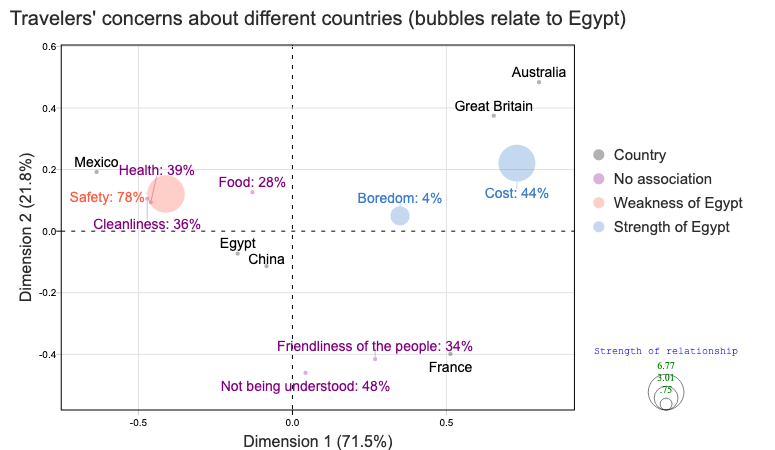 Travelers' concerns about different countries (bubbles relate to Egypt)
0.6
Australia
0.4
Great Britain
0.2
Mexico
Health: 39%
Food: 28%
Safety: 78%
Boredom: 4%
Cost: 44%
Cleanliness: 36%
0.0
Egypt
China
-0.2
Friendliness of the people: 34%
-0.4
France
Not being understood: 48%
-0.5
0.0
0.5
Dimension 1 (71.5%)
Dimension 2 (21.8%)
Country
No association
Weakness of Egypt
Strength of Egypt
Strength of relationship
6.77
3.01
.75